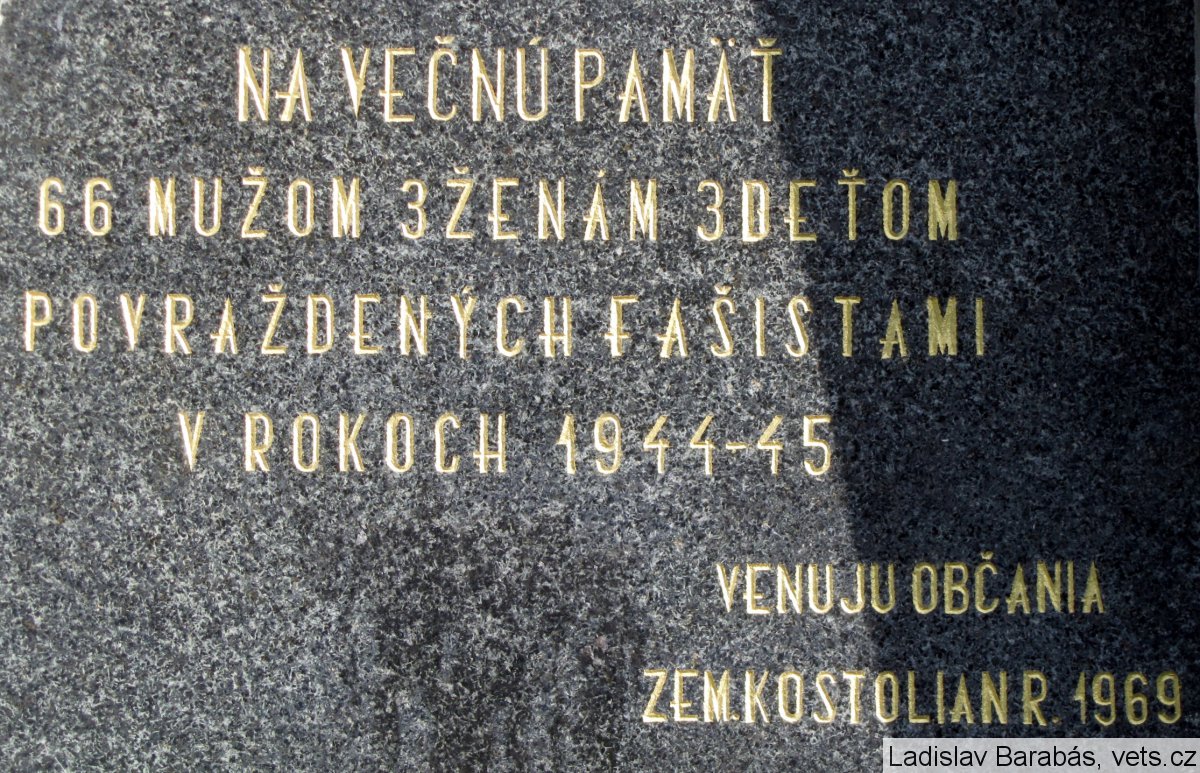 NA VEČNÚ PAMÄŤ
66 MUŽOM 3 ŽENÁM 3 DEŤOM
POVRAŽDENÝCH FAŠISTAMI
V ROKOCH 1944-45
VENUJU OBČANIA
ZEM. KOSTOLIAN R. 1969
Ladislav Barabás, vets.cz